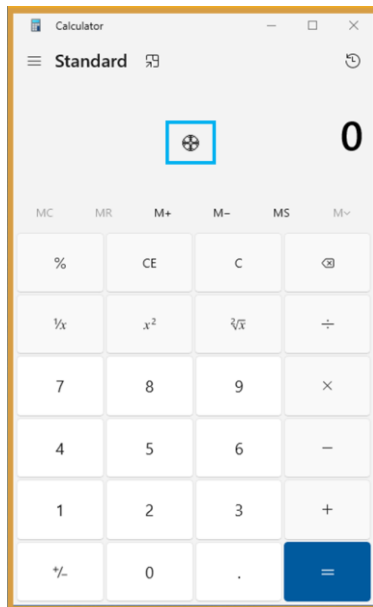 Calculator
Standard
0
MC MR M+ M− MS M
% CE C
¹/x x² ²√x ÷
7 8 9 ×
4 5 6 −
1 2 3 +
+/− 0 . =